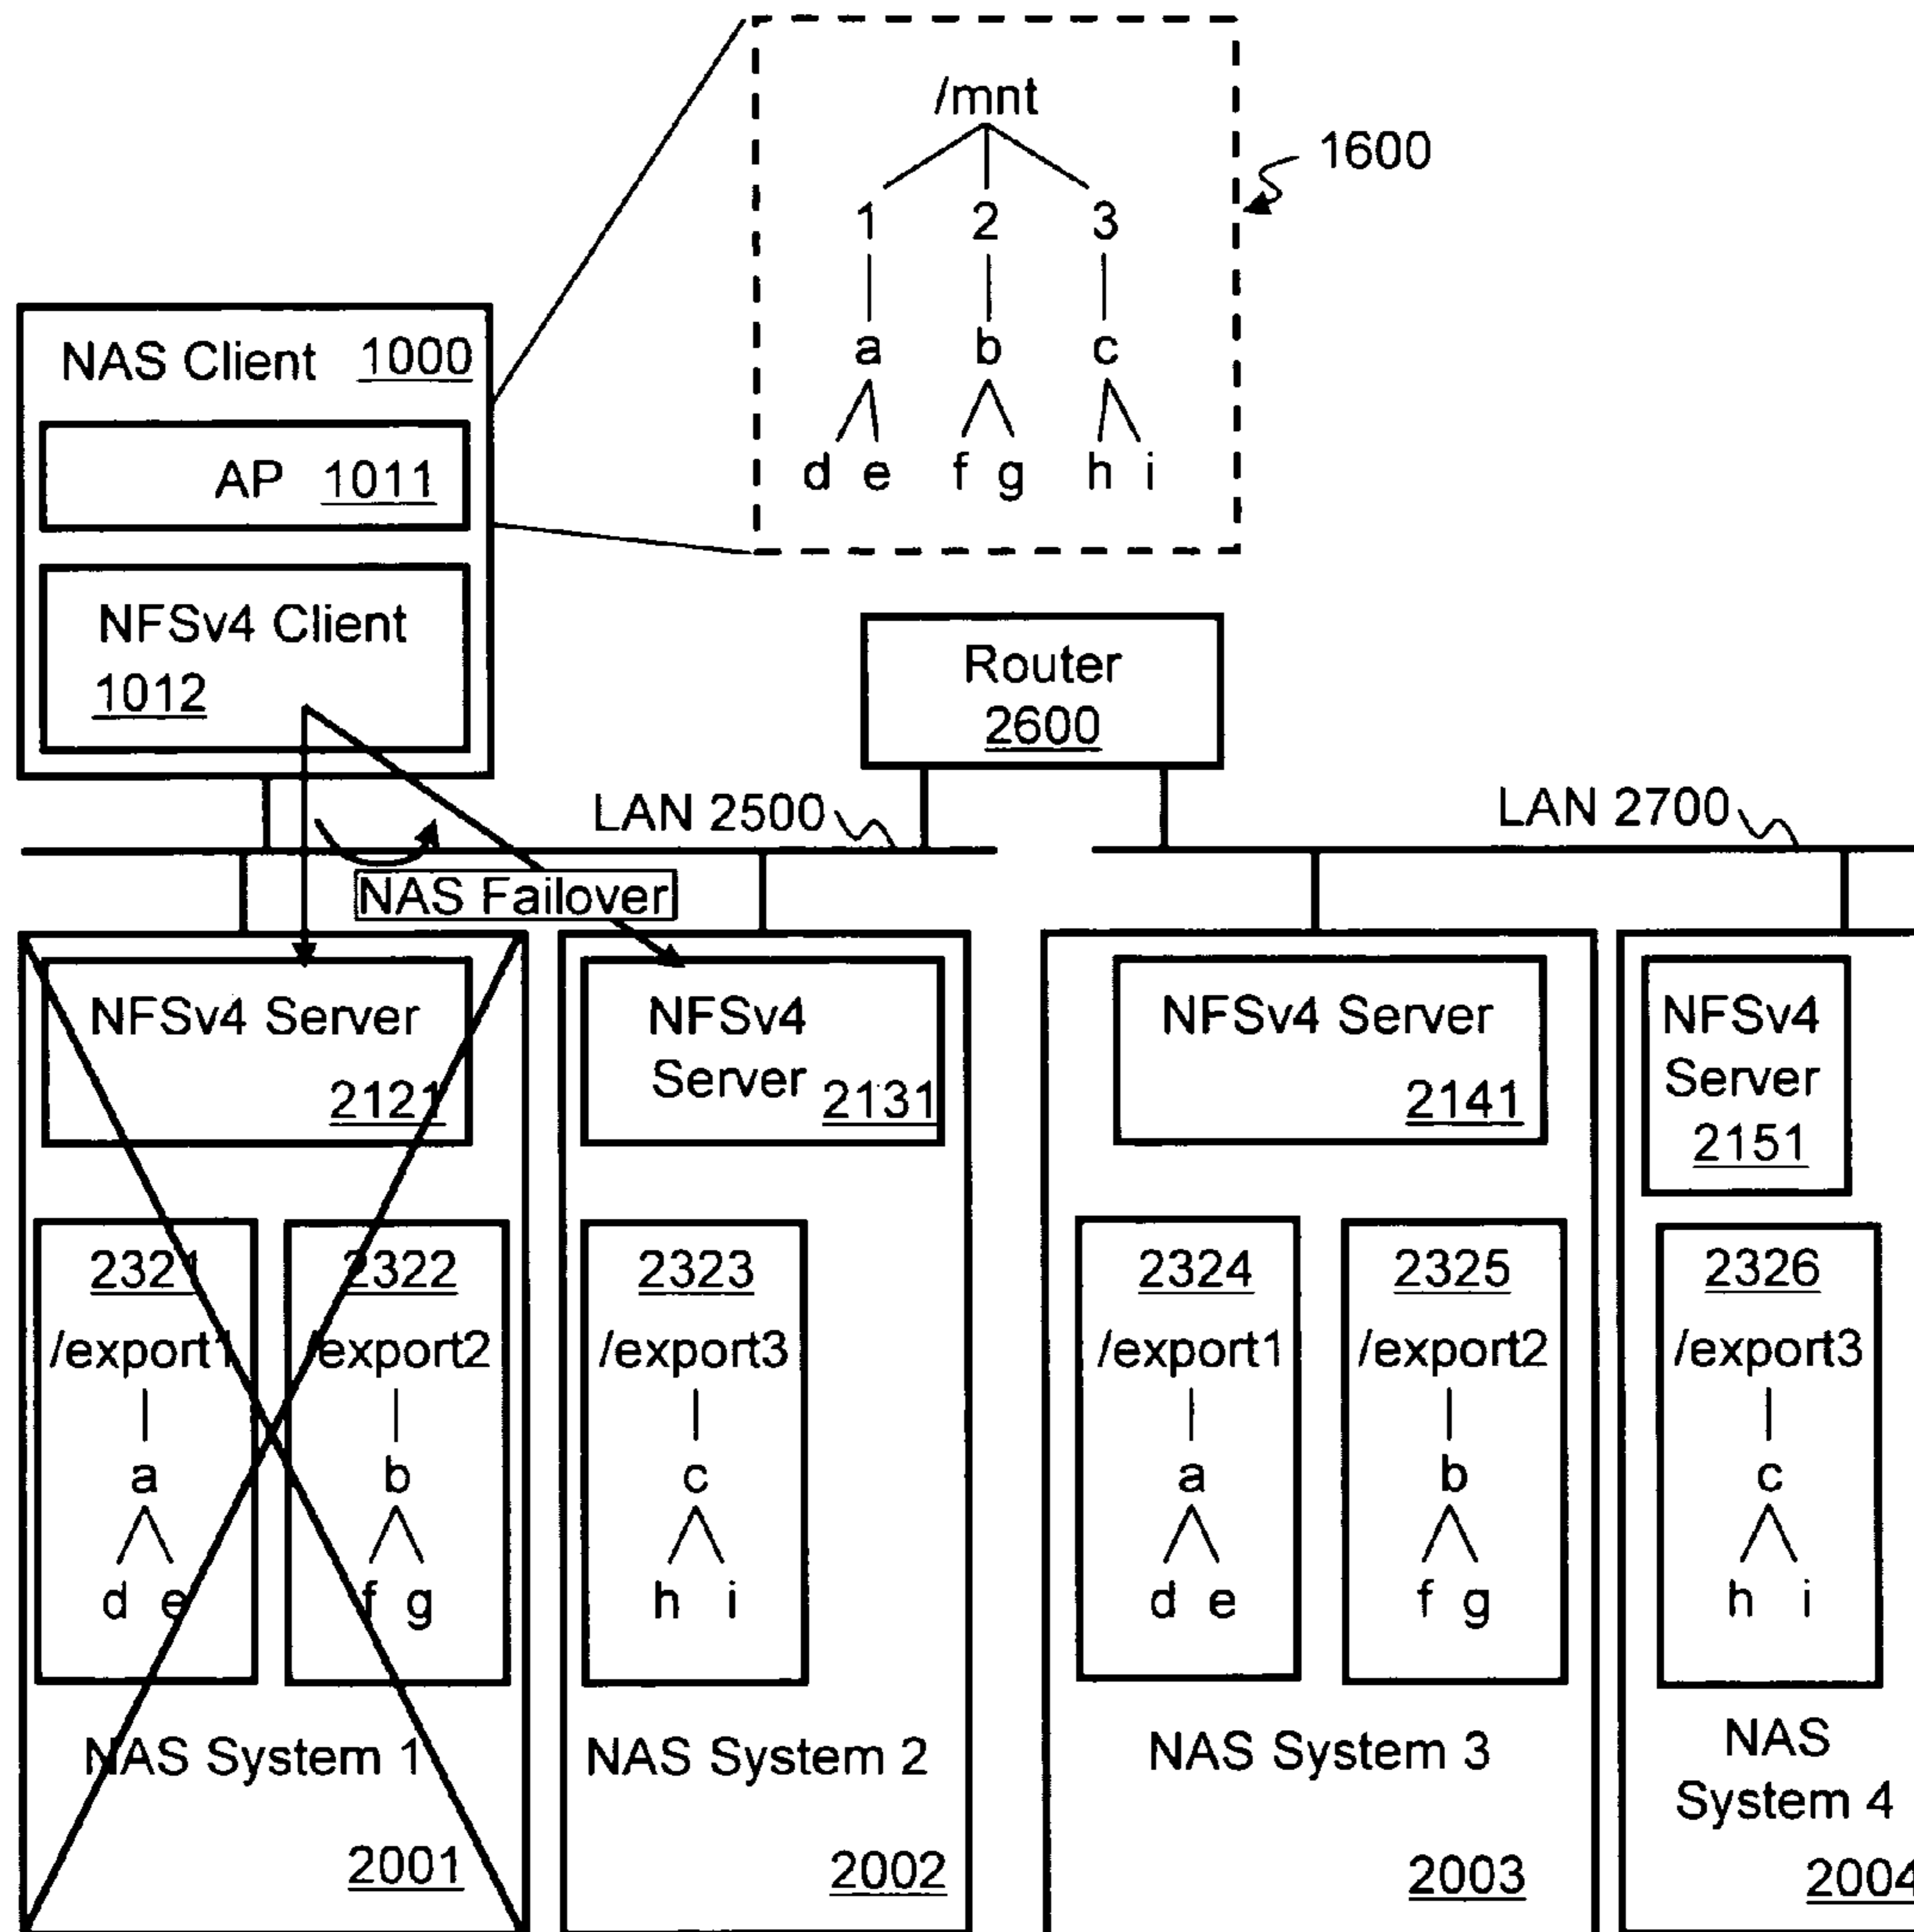 /mnt
1600
1 2 3
a b c
d e f g h i
NAS Client 1000
AP 1011
NFSv4 Client
1012
Router
2600
LAN 2500
LAN 2700
NAS Failover
NFSv4 Server
2121
NFSv4
Server 2131
NFSv4 Server
2141
NFSv4
Server
2151
2321
/export1
a
d e
2322
/export2
b
f g
2323
/export3
c
h i
2324
/export1
a
d e
2325
/export2
b
f g
2326
/export3
c
h i
NAS System 1
2001
NAS System 2
2002
NAS System 3
2003
NAS
System 4
2004